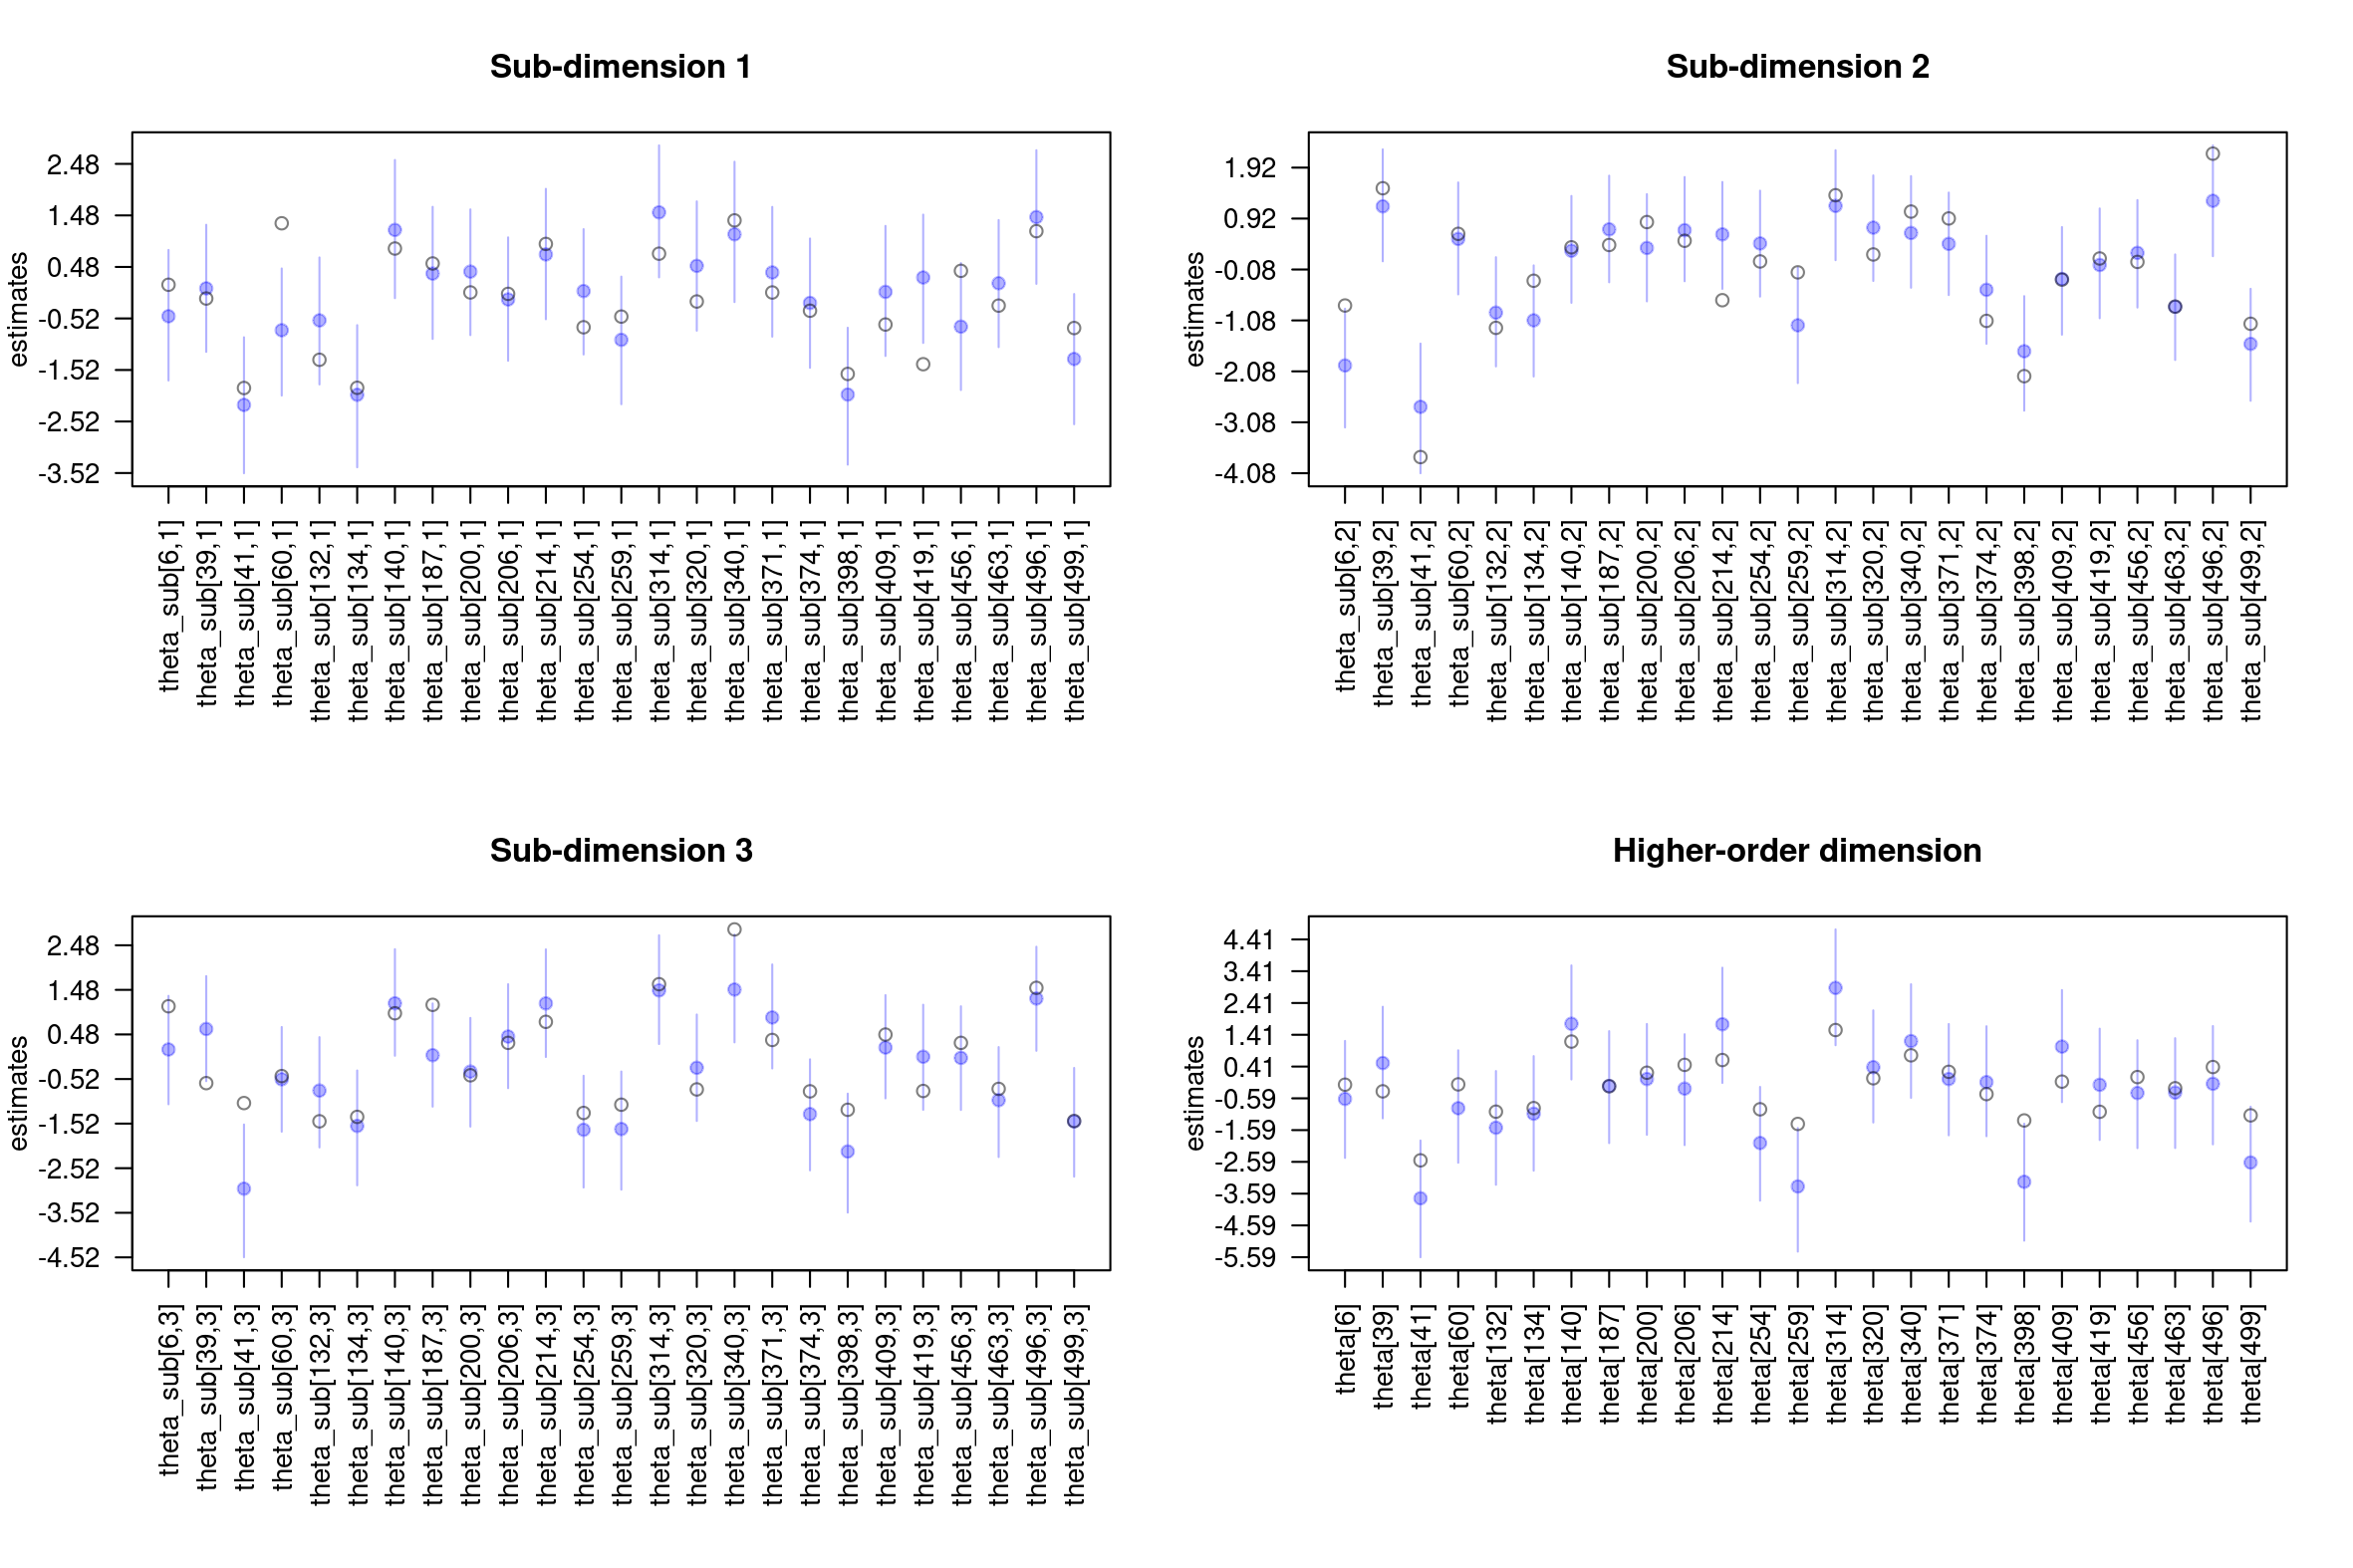 Sub-dimension 1
estimates
2.48
1.48
0.48
-0.52
-1.52
-2.52
-3.52
theta_sub[6,1]
theta_sub[39,1]
theta_sub[41,1]
theta_sub[60,1]
theta_sub[132,1]
theta_sub[134,1]
theta_sub[140,1]
theta_sub[187,1]
theta_sub[200,1]
theta_sub[206,1]
theta_sub[214,1]
theta_sub[254,1]
theta_sub[259,1]
theta_sub[314,1]
theta_sub[320,1]
theta_sub[340,1]
theta_sub[371,1]
theta_sub[374,1]
theta_sub[398,1]
theta_sub[409,1]
theta_sub[419,1]
theta_sub[456,1]
theta_sub[463,1]
theta_sub[496,1]
theta_sub[499,1]
Sub-dimension 2
estimates
1.92
0.92
-0.08
-1.08
-2.08
-3.08
-4.08
theta_sub[6,2]
theta_sub[39,2]
theta_sub[41,2]
theta_sub[60,2]
theta_sub[132,2]
theta_sub[134,2]
theta_sub[140,2]
theta_sub[187,2]
theta_sub[200,2]
theta_sub[206,2]
theta_sub[214,2]
theta_sub[254,2]
theta_sub[259,2]
theta_sub[314,2]
theta_sub[320,2]
theta_sub[340,2]
theta_sub[371,2]
theta_sub[374,2]
theta_sub[398,2]
theta_sub[409,2]
theta_sub[419,2]
theta_sub[456,2]
theta_sub[463,2]
theta_sub[496,2]
theta_sub[499,2]
Sub-dimension 3
estimates
2.48
1.48
0.48
-0.52
-1.52
-2.52
-3.52
-4.52
theta_sub[6,3]
theta_sub[39,3]
theta_sub[41,3]
theta_sub[60,3]
theta_sub[132,3]
theta_sub[134,3]
theta_sub[140,3]
theta_sub[187,3]
theta_sub[200,3]
theta_sub[206,3]
theta_sub[214,3]
theta_sub[254,3]
theta_sub[259,3]
theta_sub[314,3]
theta_sub[320,3]
theta_sub[340,3]
theta_sub[371,3]
theta_sub[374,3]
theta_sub[398,3]
theta_sub[409,3]
theta_sub[419,3]
theta_sub[456,3]
theta_sub[463,3]
theta_sub[496,3]
theta_sub[499,3]
Higher-order dimension
estimates
4.41
3.41
2.41
1.41
0.41
-0.59
-1.59
-2.59
-3.59
-4.59
-5.59
theta[6]
theta[39]
theta[41]
theta[60]
theta[132]
theta[134]
theta[140]
theta[187]
theta[200]
theta[206]
theta[214]
theta[254]
theta[259]
theta[314]
theta[320]
theta[340]
theta[371]
theta[374]
theta[398]
theta[409]
theta[419]
theta[456]
theta[463]
theta[496]
theta[499]